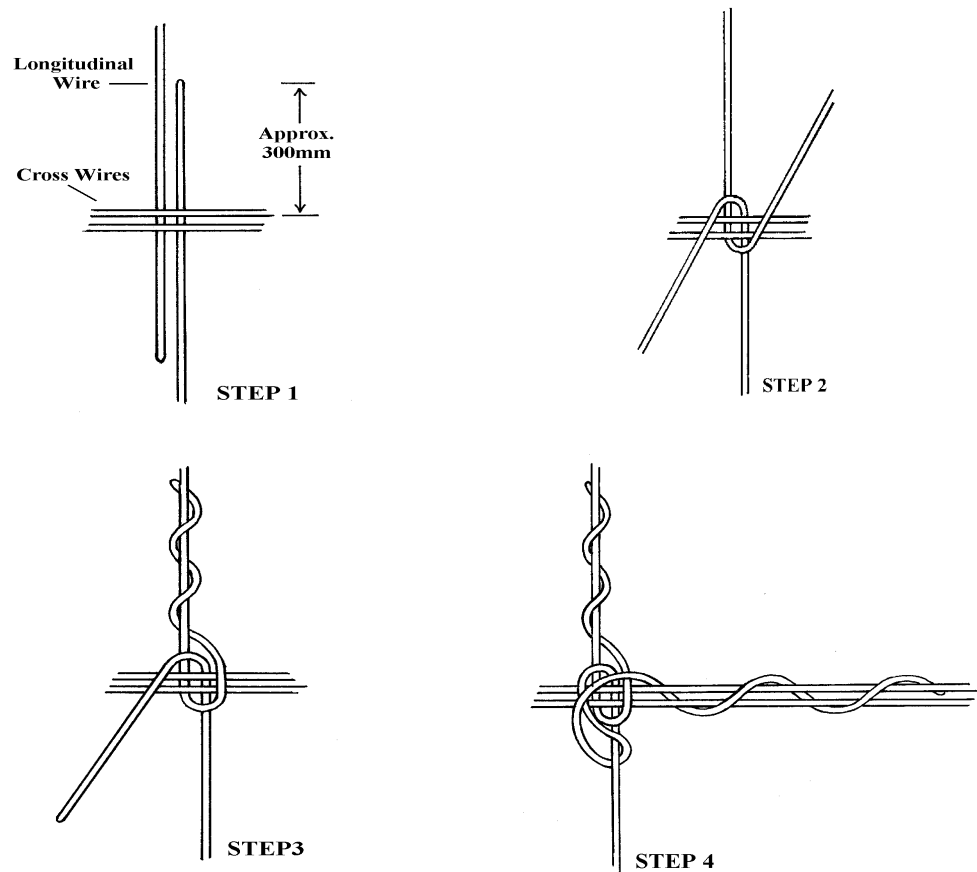 Longitudinal
Wire
Approx.
300mm
Cross Wires
STEP 1
STEP 2
STEP3
STEP 4